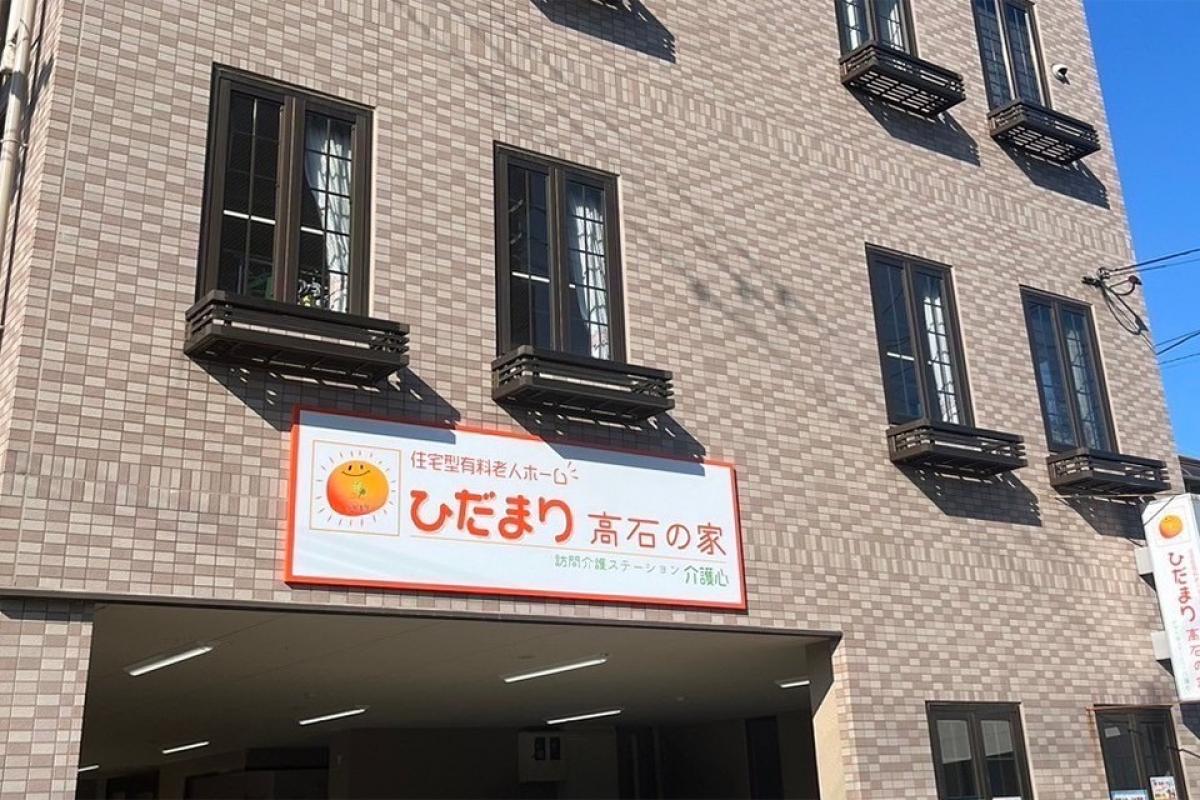 住宅型有料老人ホーム
ひだまり 高石の家
訪問介護ステーション 介護心
ひだまり 高石の家